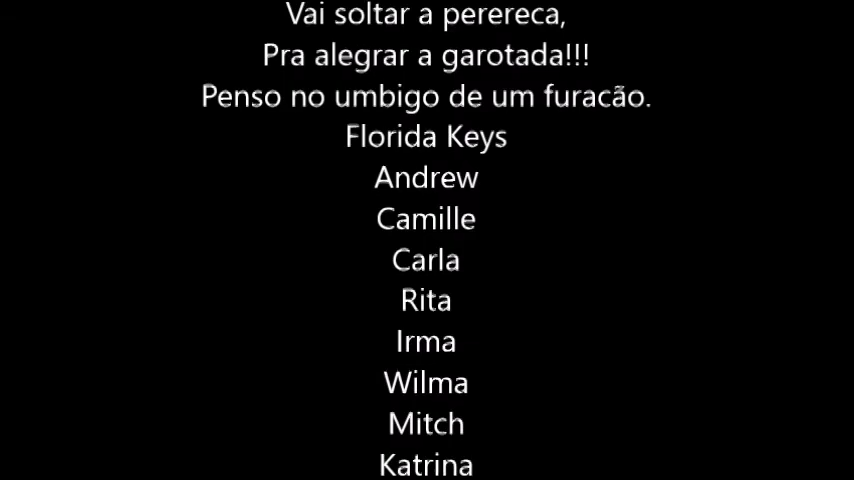 Vai soltar a perereca,
Pra alegrar a garotada!!!
Penso no umbigo de um furacão.
Florida Keys
Andrew
Camille
Carla
Rita
Irma
Wilma
Mitch
Katrina